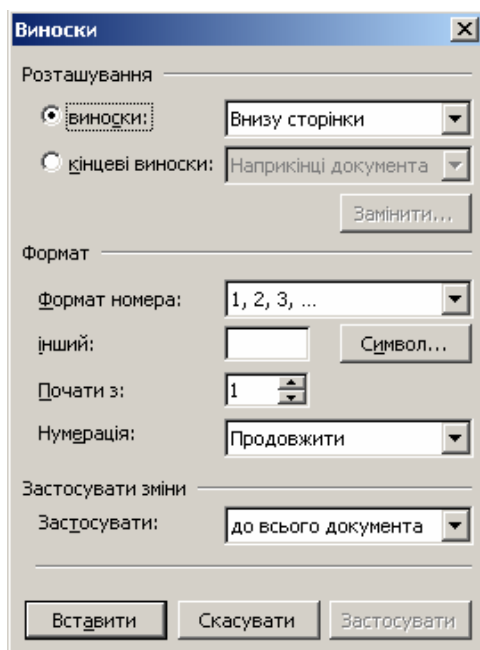 Виноски
Розташування
виноски: Внизу сторінки
кінцеві виноски: Наприкінці документа
Замінити...
Формат
Формат номера: 1, 2, 3, ...
інший: Символ...
Почати з: 1
Нумерація: Продовжити
Застосувати зміни
Застосувати: до всього документа
Вставити Скасувати Застосувати